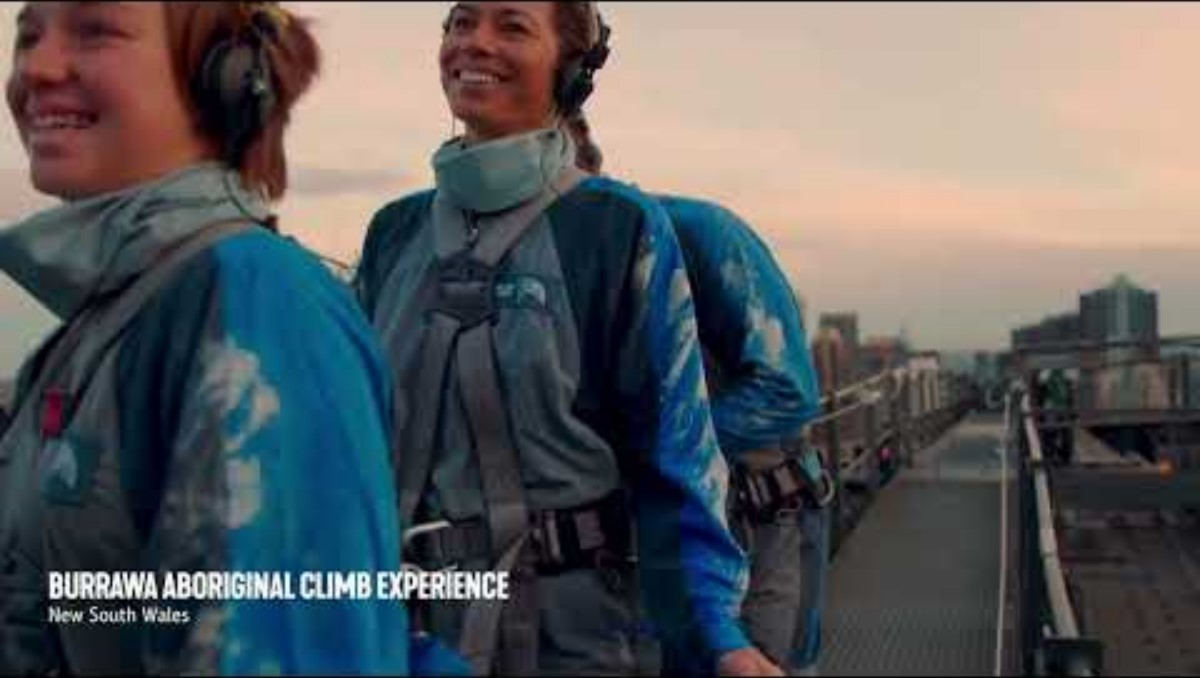 BURRAWA ABORIGINAL CLIMB EXPERIENCE
New South Wales